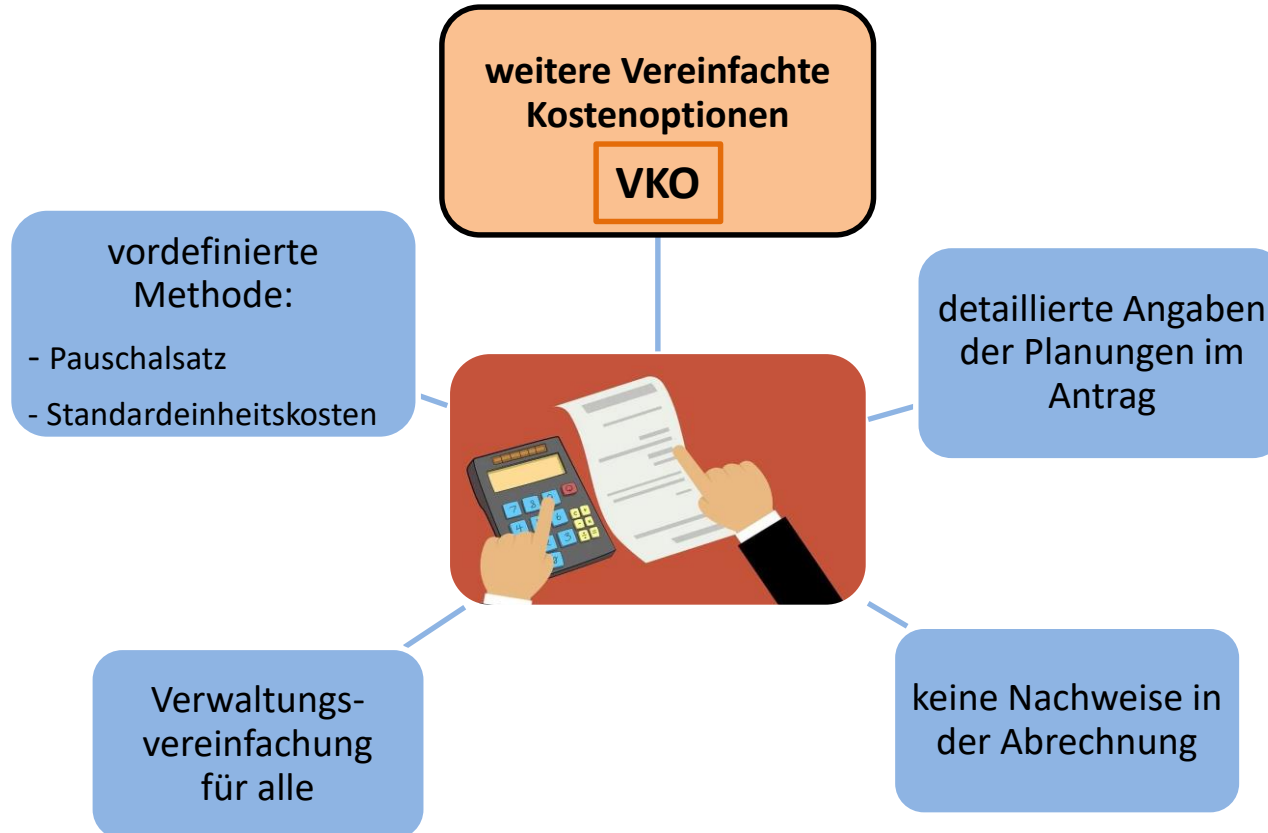 weitere Vereinfachte
Kostenoptionen
VKO
vordefinierte
Methode:
- Pauschalsatz
- Standardeinheitskosten
detaillierte Angaben
der Planungen im
Antrag
Verwaltungs-
vereinfachung
für alle
keine Nachweise in
der Abrechnung